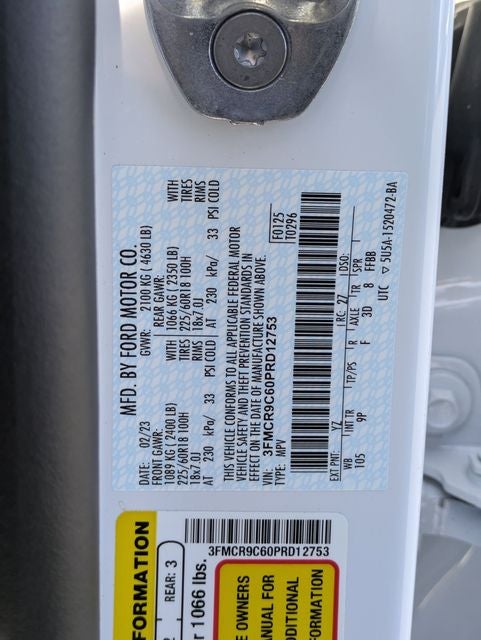 MFD. BY FORD MOTOR CO.
DATE: 02/23 GVWR: 2100 KG ( 4630 LB)
FRONT GAWR: REAR GAWR:
1089 KG ( 2400 LB) WITH 1066 KG ( 2350 LB) WITH
225/60R18 100H TIRES 225/60R18 100H TIRES
18x7.0J RIMS 18x7.0J RIMS
AT 230 kPa/ 33 PSI COLD AT 230 kPa/ 33 PSI COLD
THIS VEHICLE CONFORMS TO ALL APPLICABLE FEDERAL MOTOR
VEHICLE SAFETY AND THEFT PREVENTION STANDARDS IN
EFFECT ON THE DATE OF MANUFACTURE SHOWN ABOVE.
VIN: 3FMCR9C60PRD12753 F0125
TYPE: MPV T0296
EXT PNT: YZ RC: 27 DSO:
WB INT TR TP/PS R AXLE TR SPR
105 9P F 3D 8 FFBB
UTC 5U5A-1520472-BA
3FMCR9C60PRD12753
FORMATION
REAR: 3
r 1066 lbs.
E OWNERS
AL FOR
DITIONAL